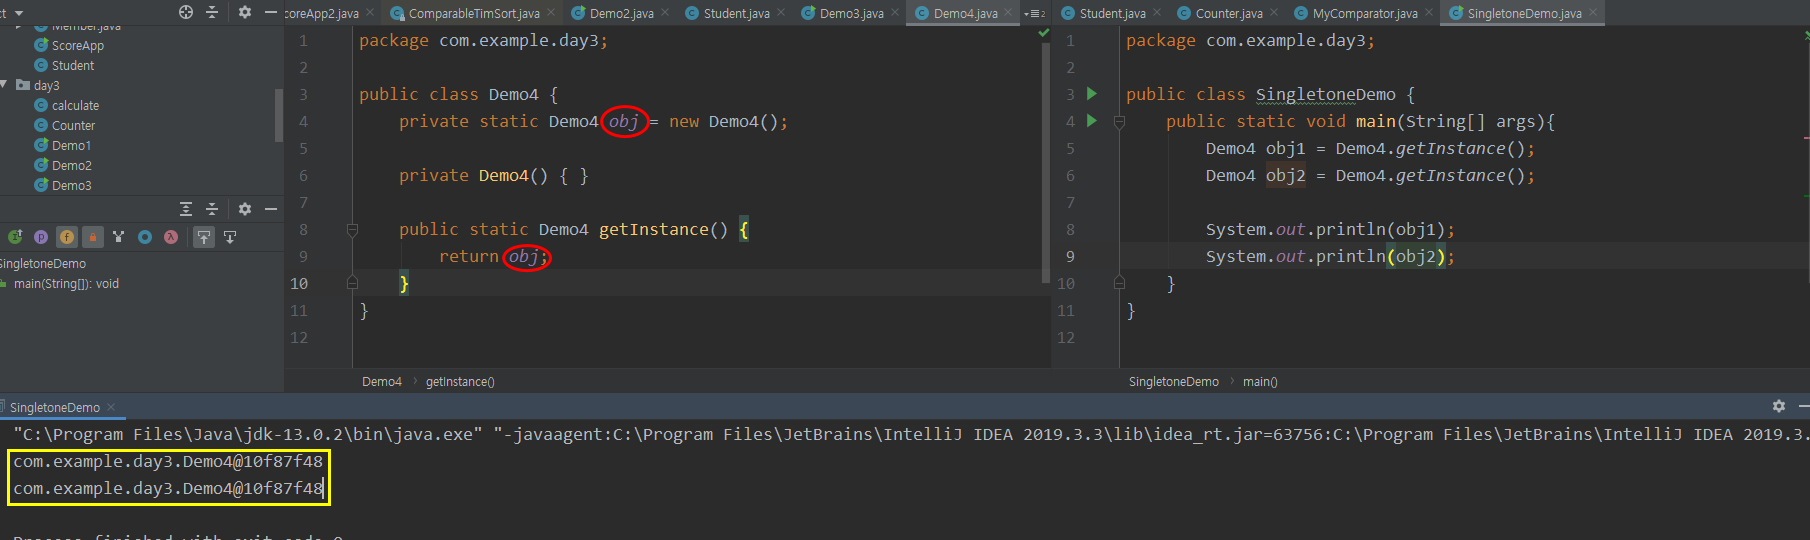 ct
coreApp2.java
ComparableTimSort.java
Demo2.java
Student.java
Demo3.java
Demo4.java
2
Student.java
Counter.java
MyComparator.java
SingletoneDemo.java
Member.java
ScoreApp
Student
day3
calculate
Counter
Demo1
Demo2
Demo3
SingletoneDemo
main(String[]): void
1 package com.example.day3;
2
3 public class Demo4 {
4 private static Demo4 obj = new Demo4();
5
6 private Demo4() { }
7
8 public static Demo4 getInstance() {
9 return obj;
10 }
11 }
12
Demo4 › getInstance()
1 package com.example.day3;
2
3 public class SingletoneDemo {
4 public static void main(String[] args){
5 Demo4 obj1 = Demo4.getInstance();
6 Demo4 obj2 = Demo4.getInstance();
7
8 System.out.println(obj1);
9 System.out.println(obj2);
10 }
11 }
12
SingletoneDemo › main()
SingletoneDemo
"C:\Program Files\Java\jdk-13.0.2\bin\java.exe" "-javaagent:C:\Program Files\JetBrains\IntelliJ IDEA 2019.3.3\lib\idea_rt.jar=63756:C:\Program Files\JetBrains\IntelliJ IDEA 2019.3.
com.example.day3.Demo4@10f87f48
com.example.day3.Demo4@10f87f48
Process finished with exit code 0